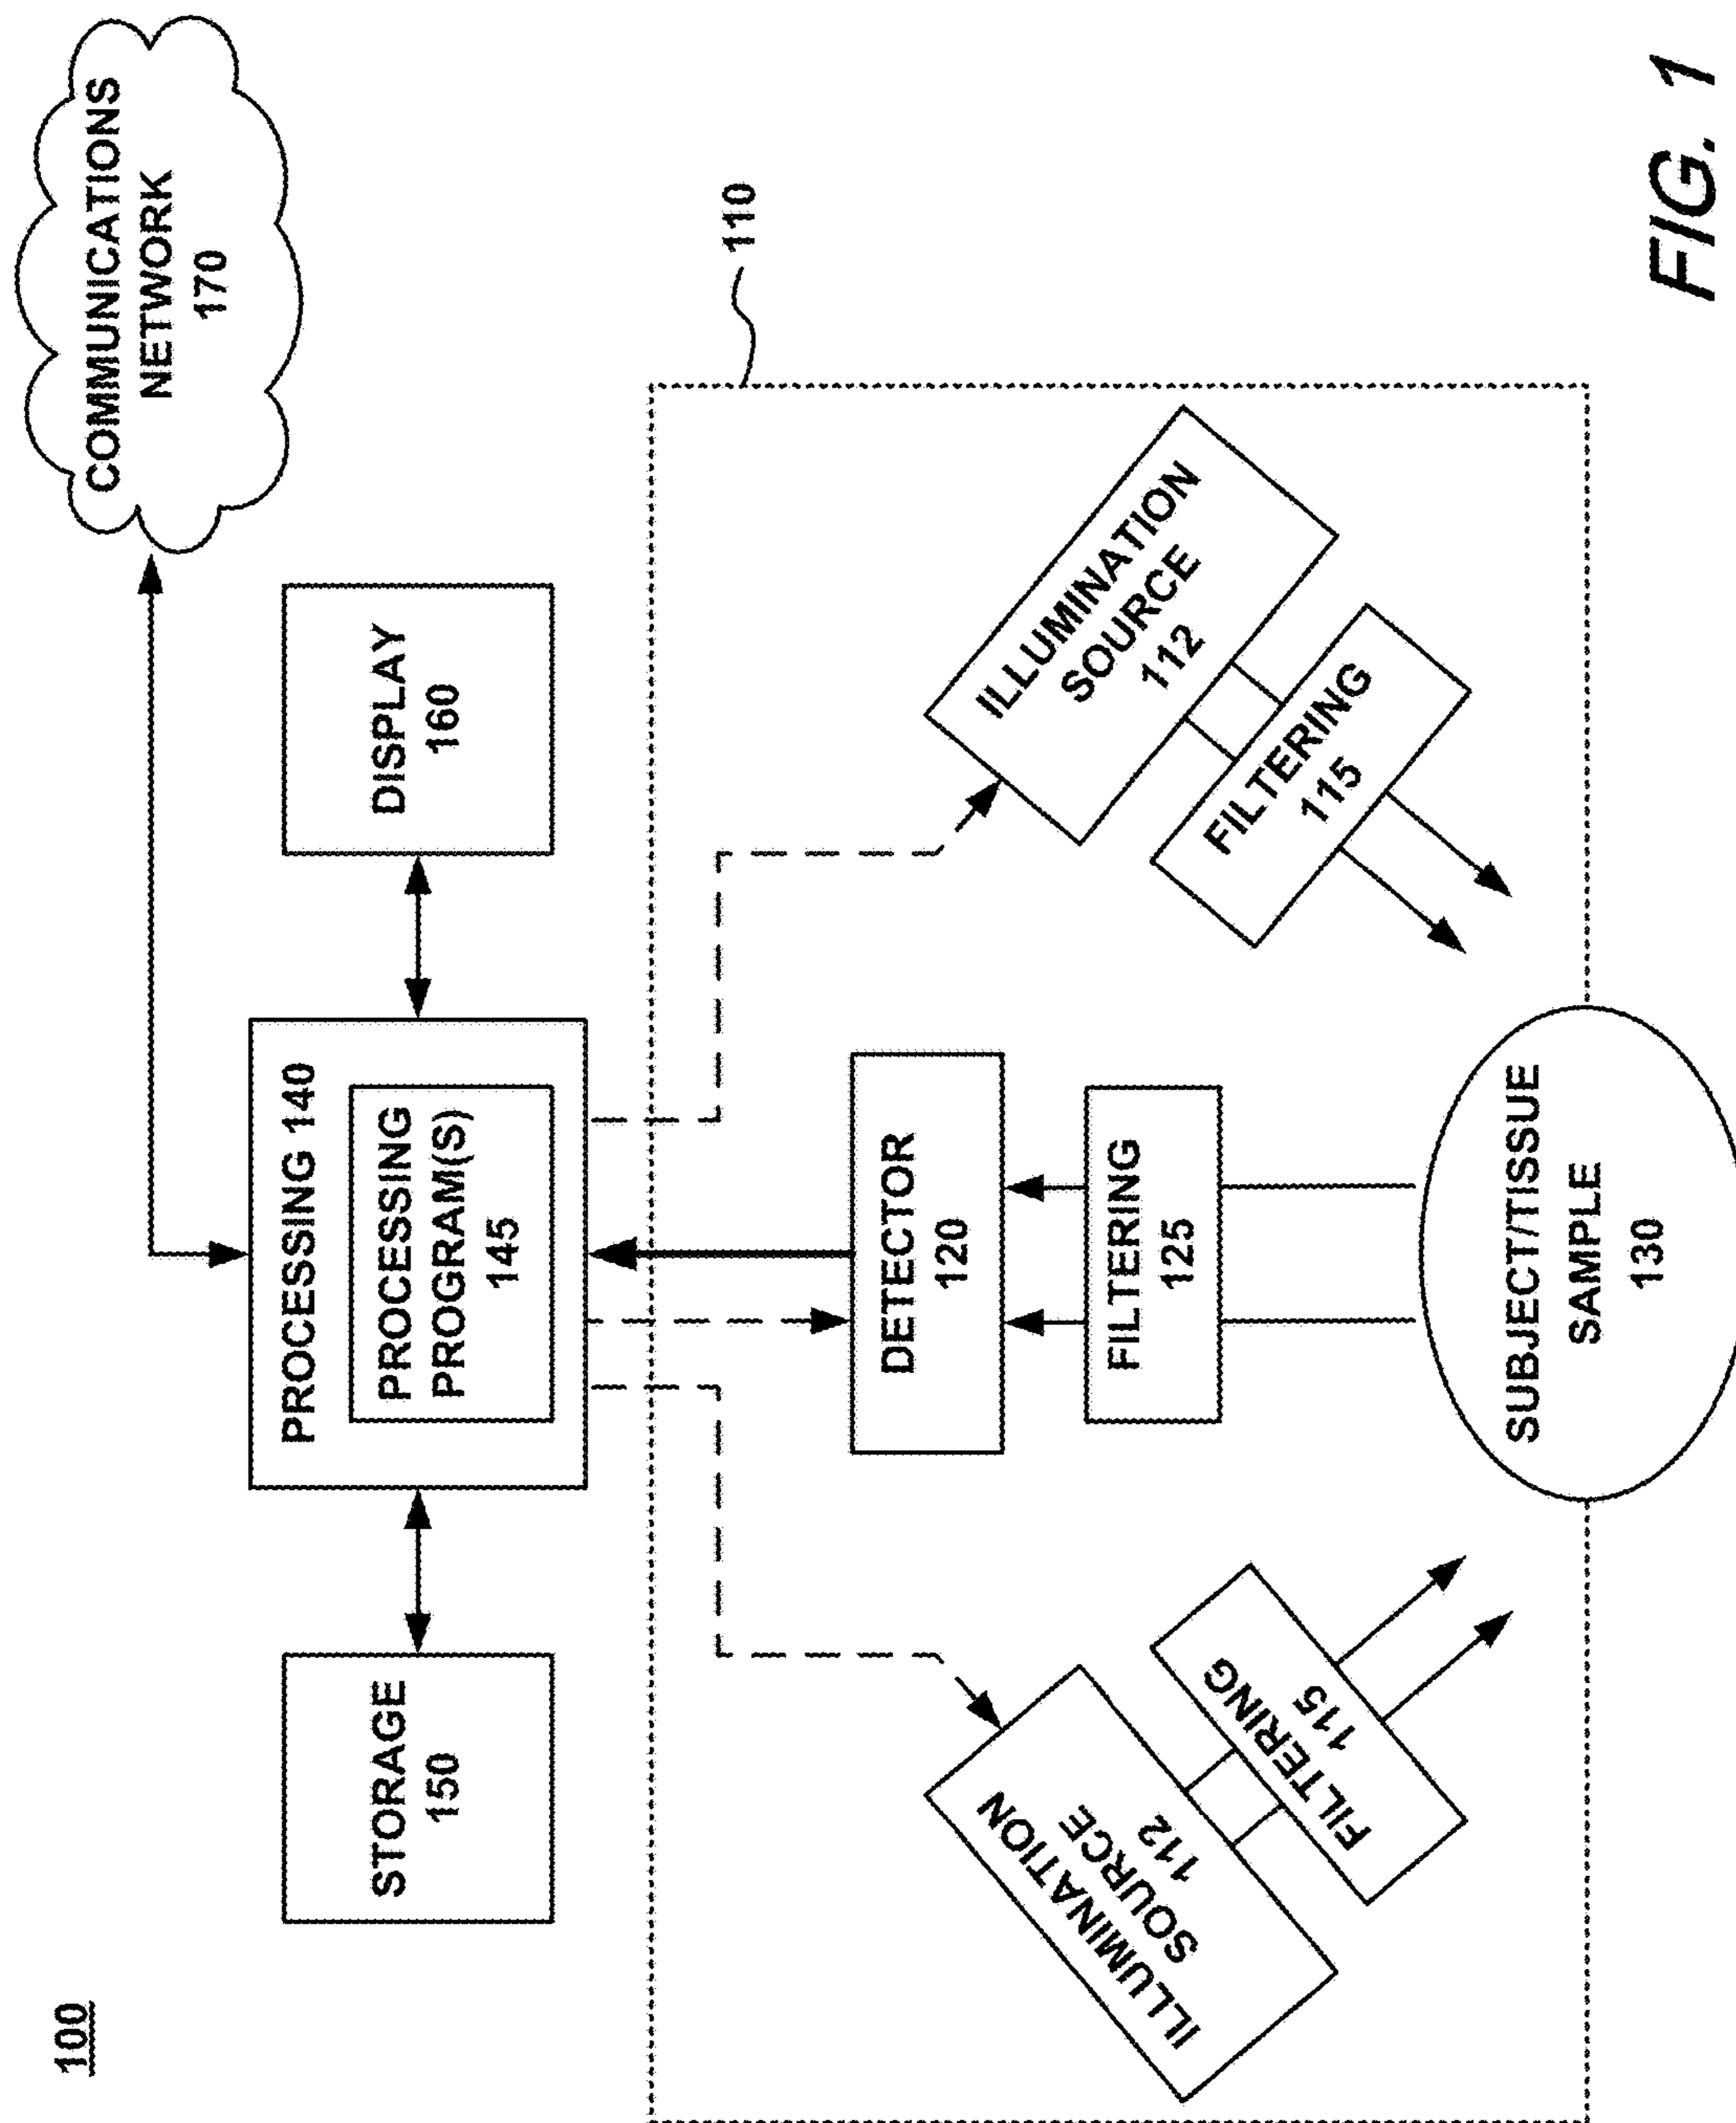 100
COMMUNICATIONS
NETWORK
170
STORAGE
150
PROCESSING 140
PROCESSING
PROGRAM(S)
145
DISPLAY
160
110
ILLUMINATION
SOURCE
112
FILTERING
115
DETECTOR
120
FILTERING
125
ILLUMINATION
SOURCE
112
FILTERING
115
SUBJECT/TISSUE
SAMPLE
130
FIG. 1